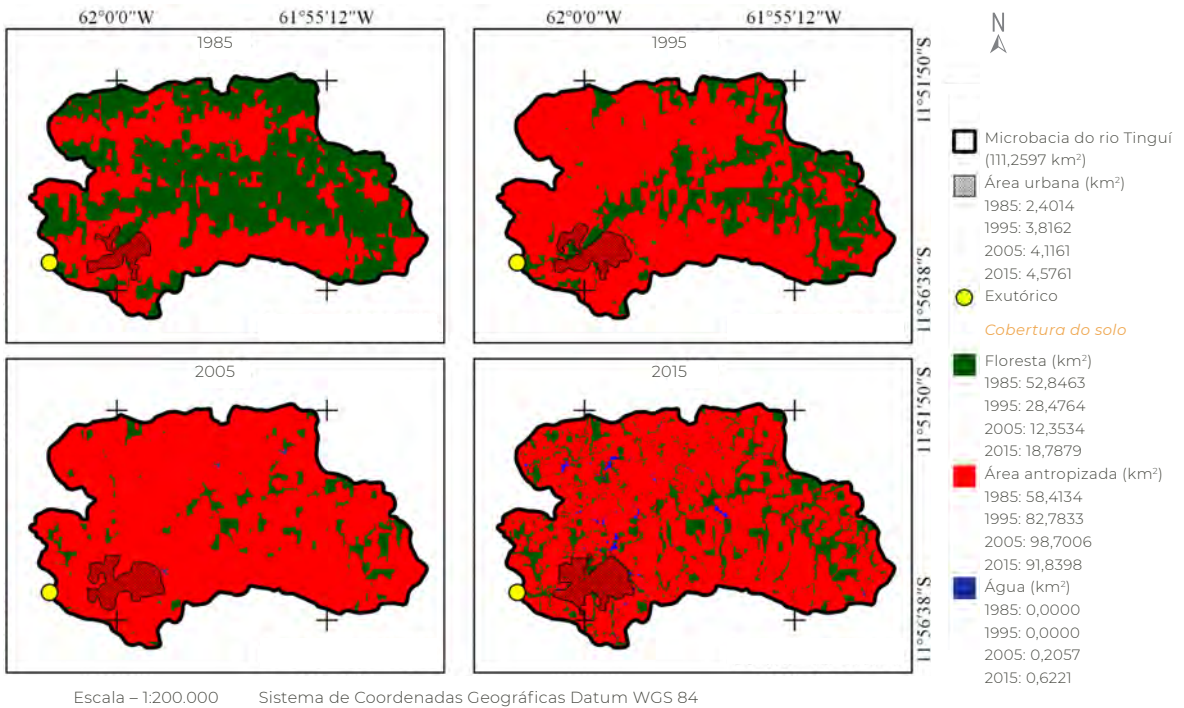 62°0'0"W 61°55'12"W
62°0'0"W 61°55'12"W
N
1985
1995
11°51'50"S
11°56'38"S
2005
2015
11°51'50"S
11°56'38"S
Microbacia do rio Tinguí
(111,2597 km²)
Área urbana (km²)
1985: 2,4014
1995: 3,8162
2005: 4,1161
2015: 4,5761
Exutórico
Cobertura do solo
Floresta (km²)
1985: 52,8463
1995: 28,4764
2005: 12,3534
2015: 18,7879
Área antropizada (km²)
1985: 58,4134
1995: 82,7833
2005: 98,7006
2015: 91,8398
Água (km²)
1985: 0,0000
1995: 0,0000
2005: 0,2057
2015: 0,6221
Escala – 1:200.000 Sistema de Coordenadas Geográficas Datum WGS 84